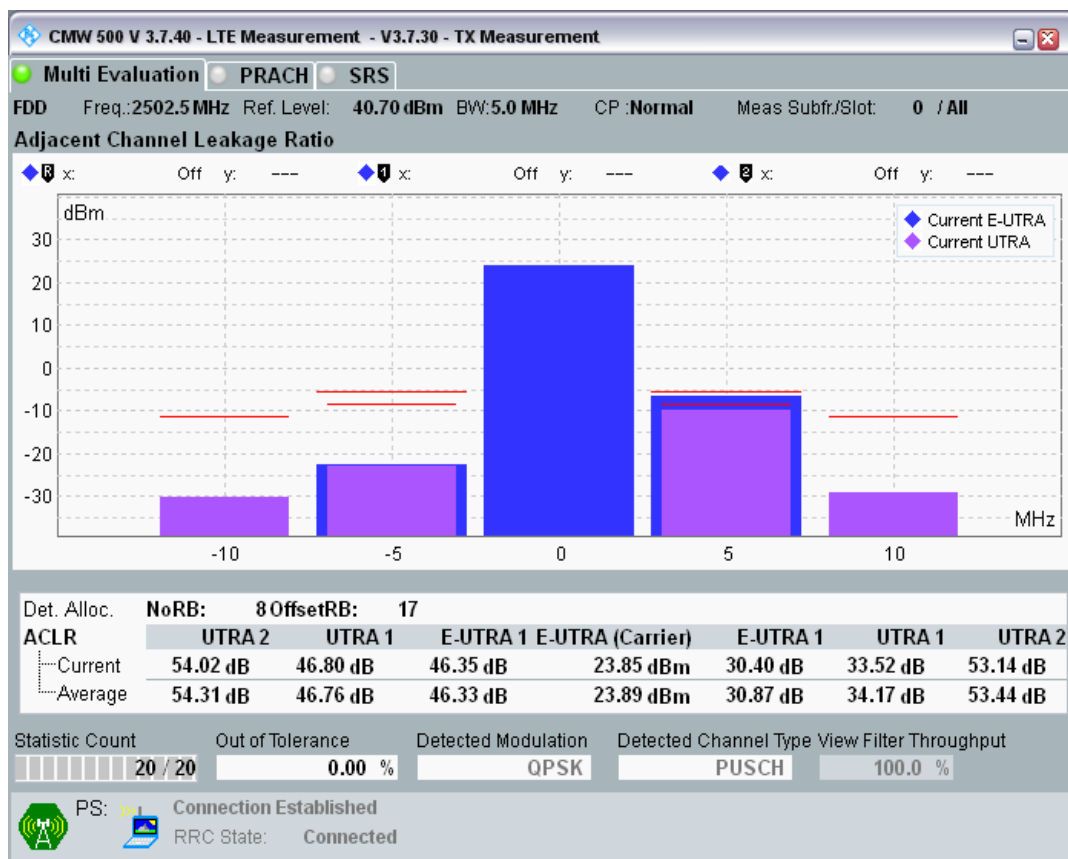 CMW 500 V 3.7.40 - LTE Measurement - V3.7.30 - TX Measurement
Multi Evaluation PRACH SRS
FDD Freq.:2502.5 MHz Ref. Level: 40.70 dBm BW:5.0 MHz CP :Normal Meas Subfr./Slot: 0 / All
Adjacent Channel Leakage Ratio
R x: Off y: --- 1 x: Off y: --- 2 x: Off y: ---
dBm
Current E-UTRA
Current UTRA
30
20
10
0
-10
-20
-30
MHz
-10 -5 0 5 10
Det. Alloc. NoRB: 8 OffsetRB: 17
ACLR UTRA 2 UTRA 1 E-UTRA 1 E-UTRA (Carrier) E-UTRA 1 UTRA 1 UTRA 2
Current 54.02 dB 46.80 dB 46.35 dB 23.85 dBm 30.40 dB 33.52 dB 53.14 dB
Average 54.31 dB 46.76 dB 46.33 dB 23.89 dBm 30.87 dB 34.17 dB 53.44 dB
Statistic Count Out of Tolerance Detected Modulation Detected Channel Type View Filter Throughput
20 / 20 0.00 % QPSK PUSCH 100.0 %
PS: Connection Established
RRC State: Connected